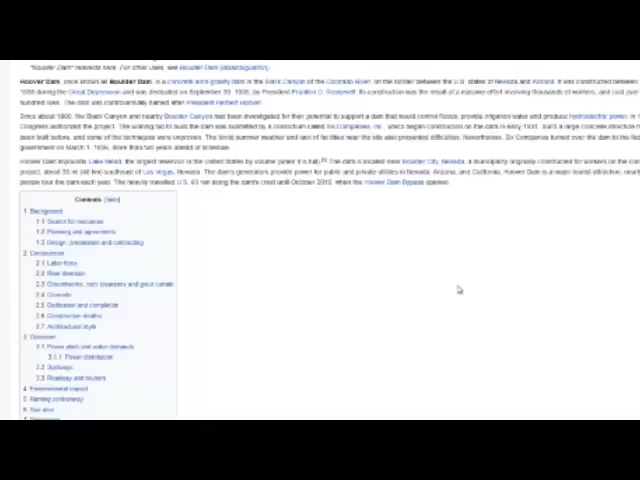 "Boulder Dam" redirects here. For other uses, see Boulder Dam (disambiguation).
Hoover Dam, once known as Boulder Dam, is a concrete arch-gravity dam in the Black Canyon of the Colorado River, on the border between the U.S. states of Nevada and Arizona. It was constructed between
1936 during the Great Depression and was dedicated on September 30, 1935, by President Franklin D. Roosevelt. Its construction was the result of a massive effort involving thousands of workers, and cost over
hundred lives. The dam was controversially named after President Herbert Hoover.
Since about 1900, the Black Canyon and nearby Boulder Canyon had been investigated for their potential to support a dam that would control floods, provide irrigation water and produce hydroelectric power. In
Congress authorized the project. The winning bid to build the dam was submitted by a consortium called Six Companies, Inc., which began construction on the dam in early 1931. Such a large concrete structure
been built before, and some of the techniques were unproven. The torrid summer weather and lack of facilities near the site also presented difficulties. Nevertheless, Six Companies turned over the dam to the
government on March 1, 1936, more than two years ahead of schedule.
Hoover Dam impounds Lake Mead, the largest reservoir in the United States by volume (when it is full). The dam is located near Boulder City, Nevada, a municipality originally constructed for workers on the
project, about 30 mi (48 km) southeast of Las Vegas, Nevada. The dam's generators provide power for public and private utilities in Nevada, Arizona, and California. Hoover Dam is a major tourist attraction;
people tour the dam each year. The heavily travelled U.S. 93 ran along the dam's crest until October 2010, when the Hoover Dam Bypass opened.
Contents [hide]
1 Background
1.1 Search for resources
1.2 Planning and agreements
1.3 Design, preparation and contracting
2 Construction
2.1 Labor force
2.2 River diversion
2.3 Groundworks, rock clearance and grout curtain
2.4 Concrete
2.5 Dedication and completion
2.6 Construction deaths
2.7 Architectural style
3 Operation
3.1 Power plant and water demands
3.1.1 Power distribution
3.2 Spillways
3.3 Roadway and tourism
4 Environmental impact
5 Naming controversy
6 See also